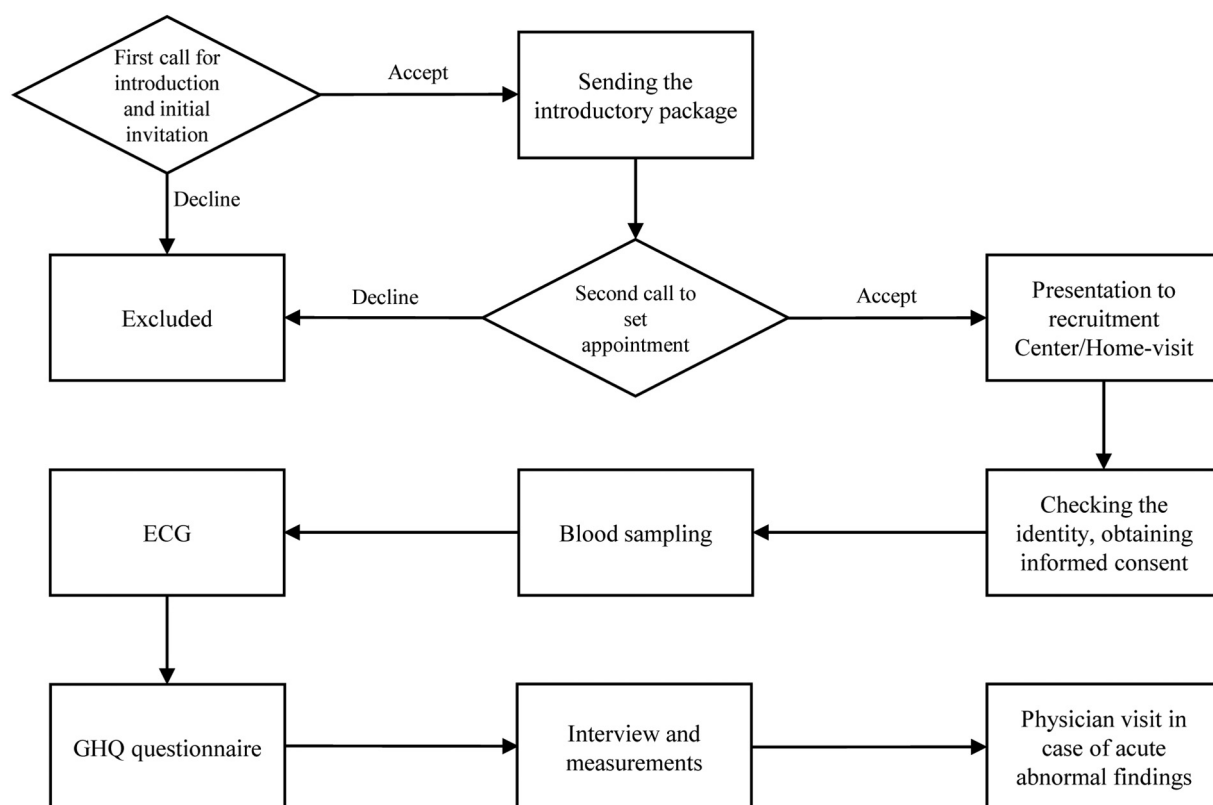 First call for
introduction
and initial
invitation
Accept
Sending the
introductory package
Decline
Excluded
Decline
Second call to
set
appointment
Accept
Presentation to
recruitment
Center/Home-visit
ECG
Blood sampling
Checking the
identity, obtaining
informed consent
GHQ questionnaire
Interview and
measurements
Physician visit in
case of acute
abnormal findings